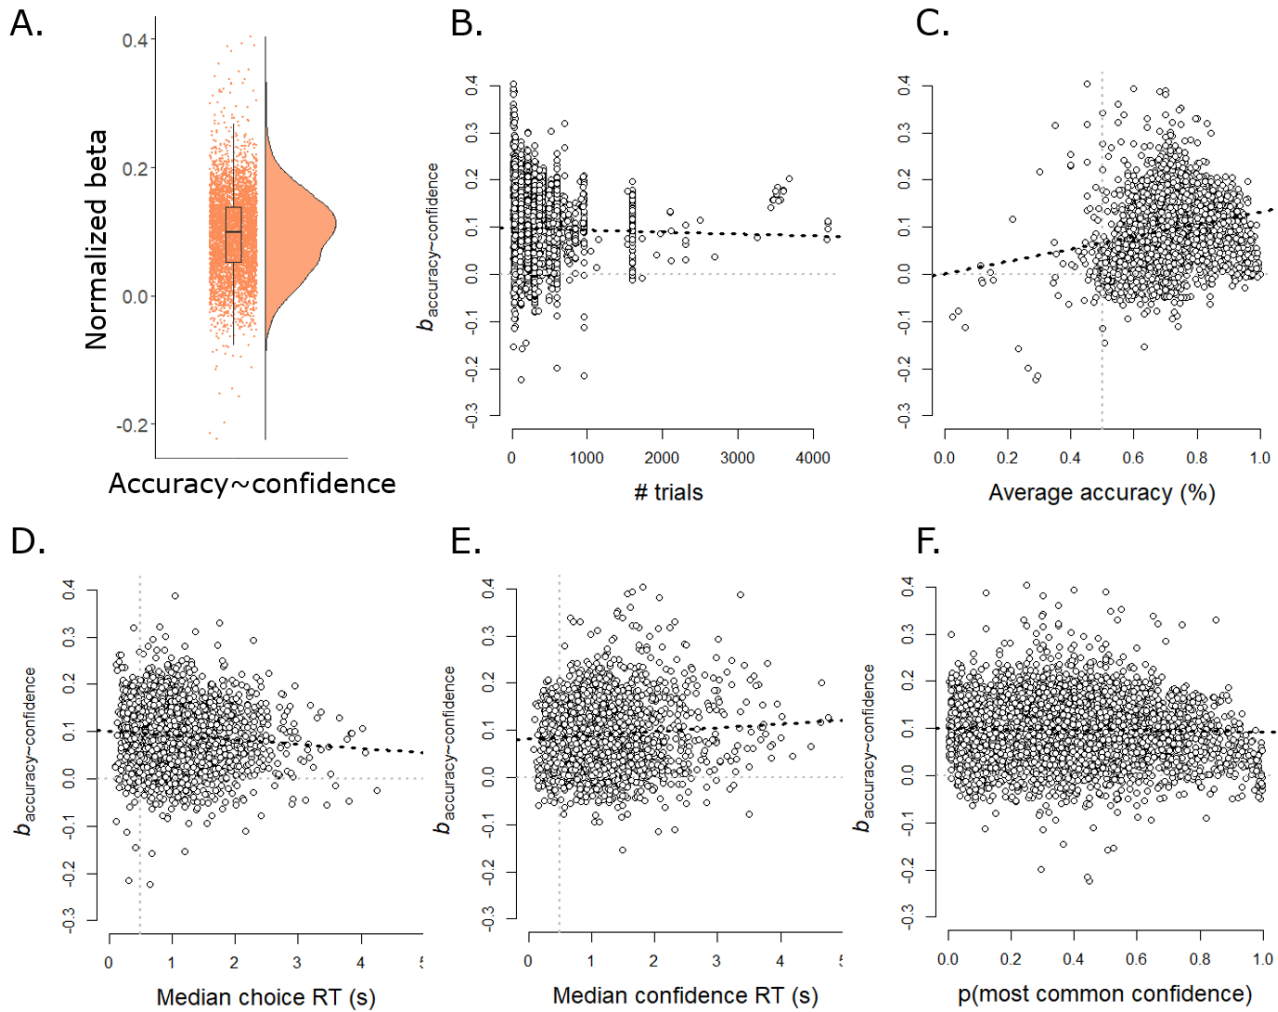 A.
B.
C.
0.4
0.2
0.0
-0.2
Normalized beta
Accuracy~confidence
0.4
0.3
0.2
0.1
0.0
-0.1
-0.2
-0.3
b accuracy~confidence
0 1000 2000 3000 4000
# trials
0.4
0.3
0.2
0.1
0.0
-0.1
-0.2
-0.3
0.0 0.2 0.4 0.6 0.8 1.0
Average accuracy (%)
D.
E.
F.
0.4
0.3
0.2
0.1
0.0
-0.1
-0.2
-0.3
b accuracy~confidence
0 1 2 3 4
Median choice RT (s)
0.4
0.3
0.2
0.1
0.0
-0.1
-0.2
-0.3
b accuracy~confidence
0 1 2 3 4
Median confidence RT (s)
0.4
0.3
0.2
0.1
0.0
-0.1
-0.2
-0.3
b accuracy~confidence
0.0 0.2 0.4 0.6 0.8 1.0
p(most common confidence)